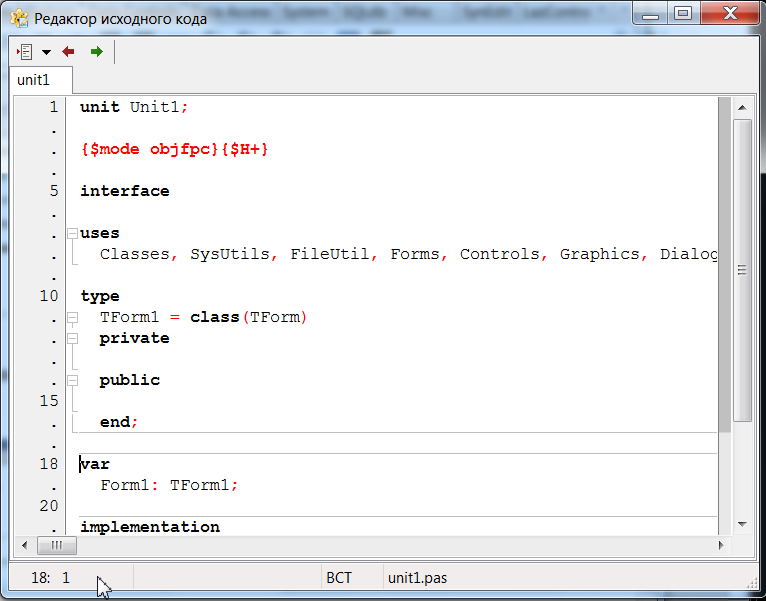 Редактор исходного кода
unit1
1 unit Unit1;
.
. {$mode objfpc}{$H+}
.
5 interface
.
. uses
. Classes, SysUtils, FileUtil, Forms, Controls, Graphics, Dialog
.
10 type
. TForm1 = class(TForm)
. private
.
. public
15
. end;
.
18 var
. Form1: TForm1;
20
. implementation
18: 1 ВСТ unit1.pas